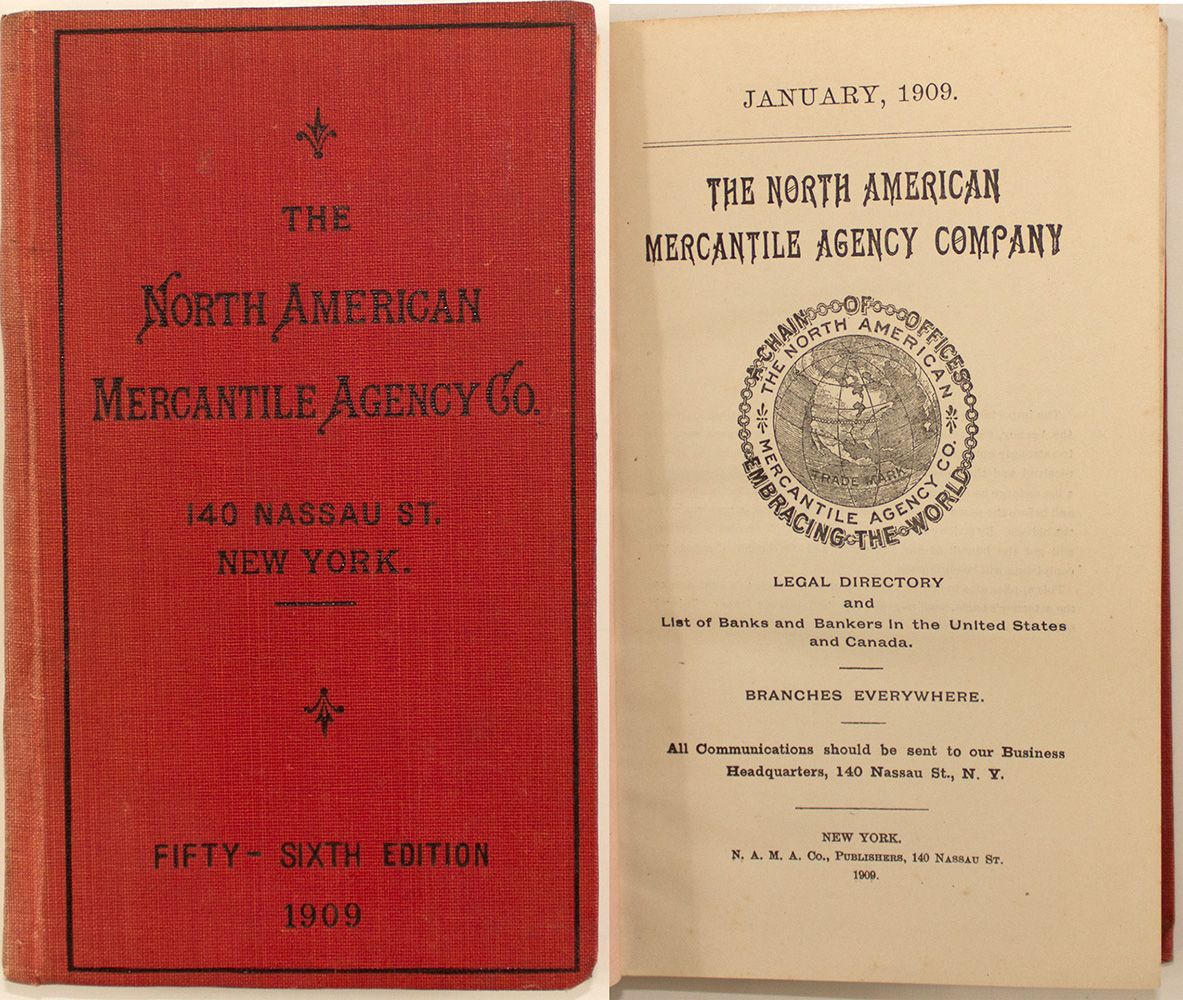 THE
NORTH AMERICAN
MERCANTILE AGENCY CO.
140 NASSAU ST.
NEW YORK.
FIFTY- SIXTH EDITION
1909
JANUARY, 1909.
THE NORTH AMERICAN
MERCANTILE AGENCY COMPANY
A CHAIN OF OFFICES
THE NORTH AMERICAN
TRADE MARK
MERCANTILE AGENCY CO.
EMBRACING THE WORLD
LEGAL DIRECTORY
and
List of Banks and Bankers in the United States
and Canada.
BRANCHES EVERYWHERE.
All Communications should be sent to our Business
Headquarters, 140 Nassau St., N. Y.
NEW YORK.
N. A. M. A. Co., Publishers, 140 Nassau St.
1909.